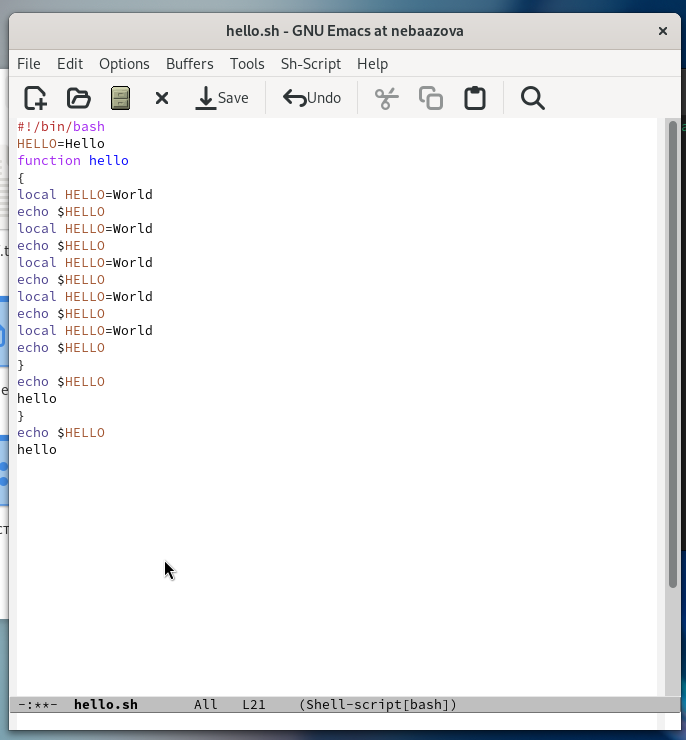 hello.sh - GNU Emacs at nebaazova ×
File Edit Options Buffers Tools Sh-Script Help
Save Undo
#!/bin/bash
HELLO=Hello
function hello
{
local HELLO=World
echo $HELLO
local HELLO=World
echo $HELLO
local HELLO=World
echo $HELLO
local HELLO=World
echo $HELLO
local HELLO=World
echo $HELLO
}
echo $HELLO
hello
}
echo $HELLO
hello
-:**- hello.sh All L21 (Shell-script[bash])